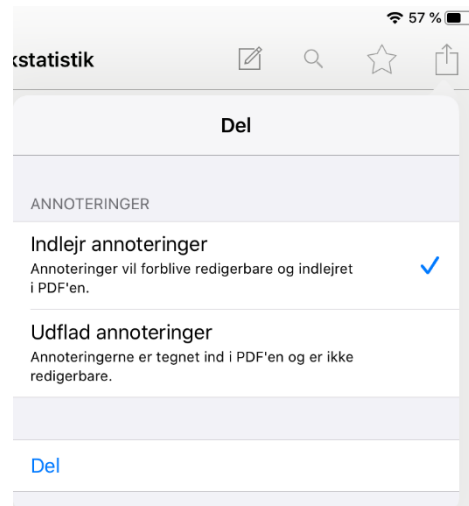 57 %
kstatistik
Del
ANNOTERINGER
Indlejr annoteringer
Annoteringer vil forblive redigerbare og indlejret
i PDF'en.
Udflad annoteringer
Annoteringerne er tegnet ind i PDF'en og er ikke
redigerbare.
Del